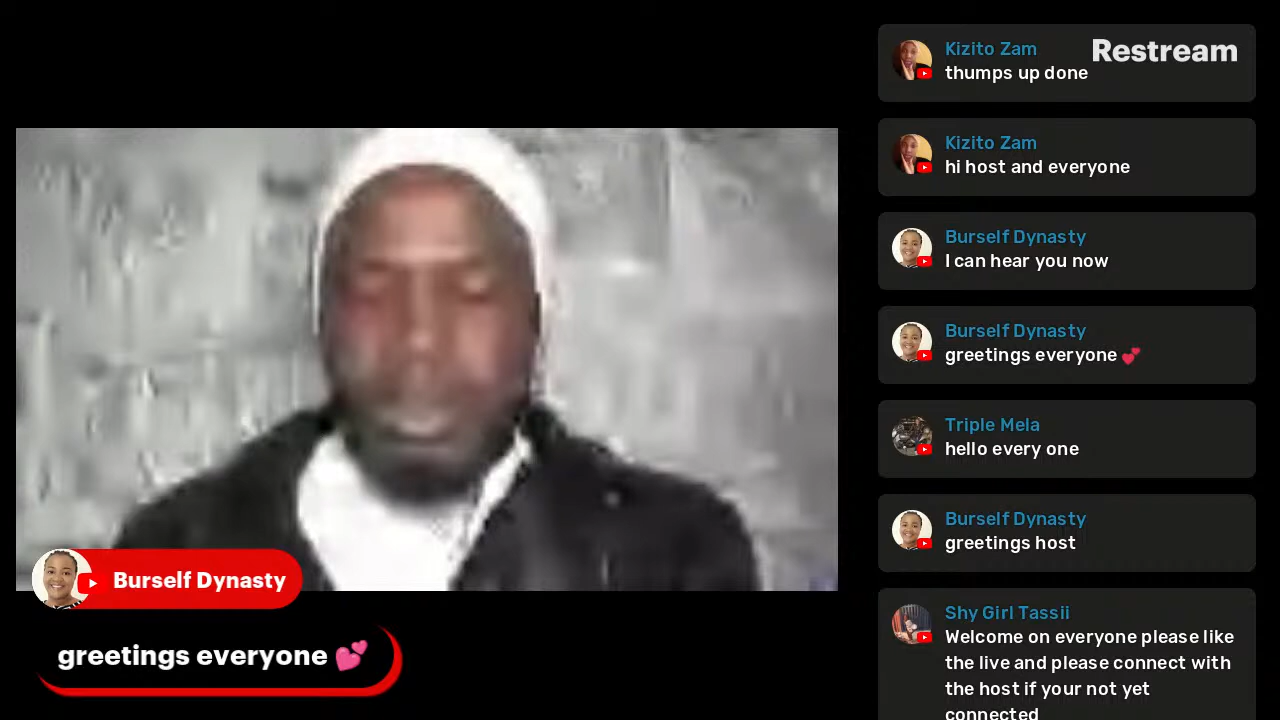 Restream
Kizito Zam
thumps up done
Kizito Zam
hi host and everyone
Burself Dynasty
I can hear you now
Burself Dynasty
greetings everyone 💕
Triple Mela
hello every one
Burself Dynasty
greetings host
Shy Girl Tassii
Welcome on everyone please like
the live and please connect with
the host if your not yet
connected
Burself Dynasty
greetings everyone 💕